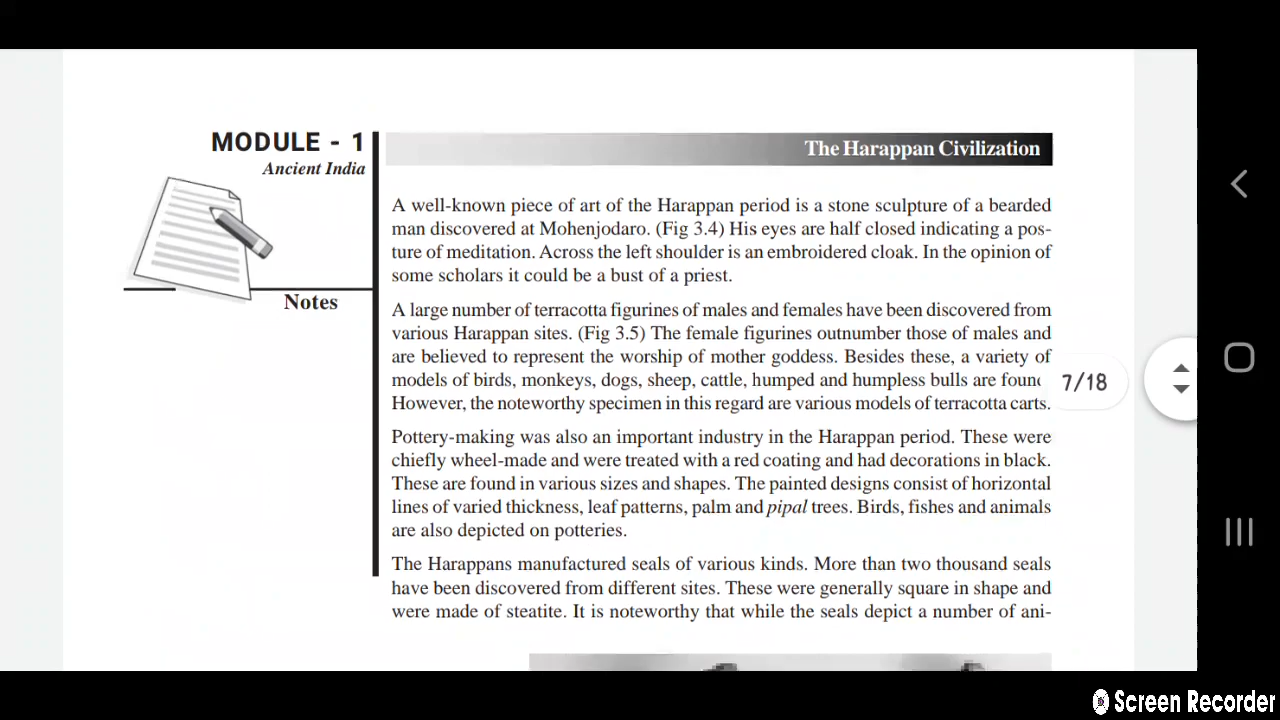 MODULE - 1
Ancient India
Notes
The Harappan Civilization
A well-known piece of art of the Harappan period is a stone sculpture of a bearded
man discovered at Mohenjodaro. (Fig 3.4) His eyes are half closed indicating a pos-
ture of meditation. Across the left shoulder is an embroidered cloak. In the opinion of
some scholars it could be a bust of a priest.
A large number of terracotta figurines of males and females have been discovered from
various Harappan sites. (Fig 3.5) The female figurines outnumber those of males and
are believed to represent the worship of mother goddess. Besides these, a variety of
models of birds, monkeys, dogs, sheep, cattle, humped and humpless bulls are found
However, the noteworthy specimen in this regard are various models of terracotta carts.
Pottery-making was also an important industry in the Harappan period. These were
chiefly wheel-made and were treated with a red coating and had decorations in black.
These are found in various sizes and shapes. The painted designs consist of horizontal
lines of varied thickness, leaf patterns, palm and pipal trees. Birds, fishes and animals
are also depicted on potteries.
The Harappans manufactured seals of various kinds. More than two thousand seals
have been discovered from different sites. These were generally square in shape and
were made of steatite. It is noteworthy that while the seals depict a number of ani-
7/18
Screen Recorder